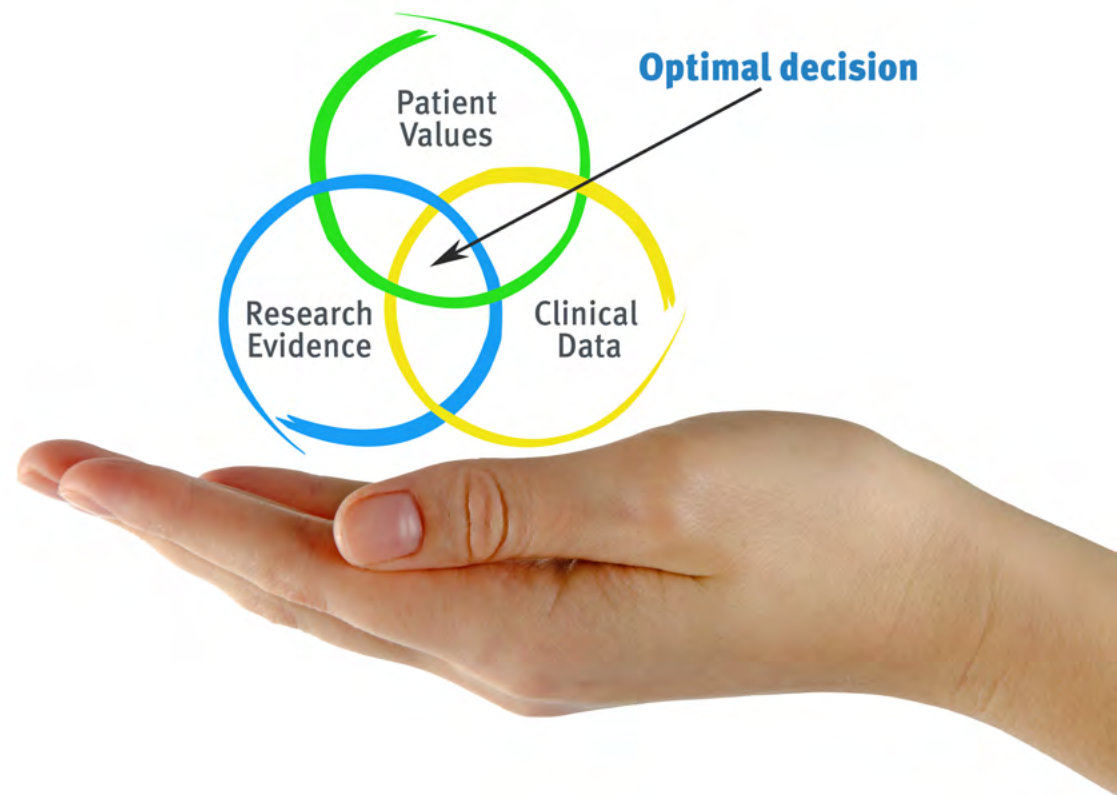 Optimal decision
Patient
Values
Research
Evidence
Clinical
Data